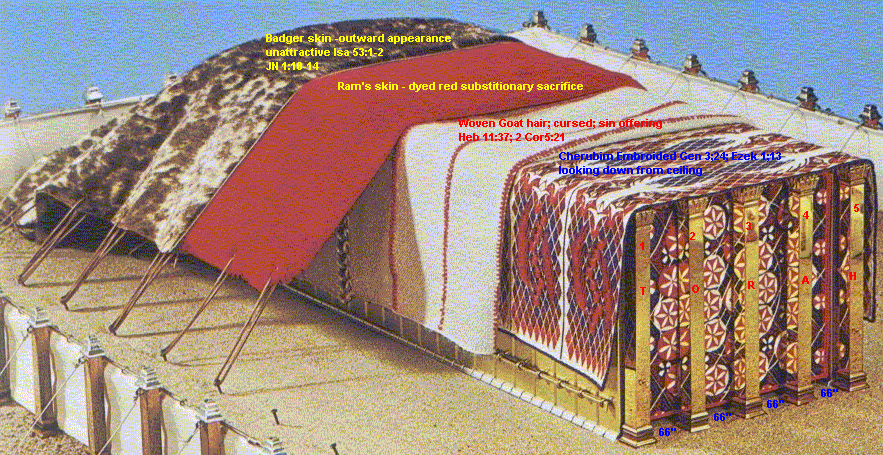 Badger skin -outward appearance
unattractive Isa 53:1-2
JN 1:10-14
Ram's skin - dyed red substitionary sacrifice
Woven Goat hair; cursed; sin offering
Heb 11:37; 2 Cor5:21
Cherubim Embroided Gen 3;24; Ezek 1:13
looking down from ceiling
1 2 3 4 5
T O R A H
66" 66" 66" 66"